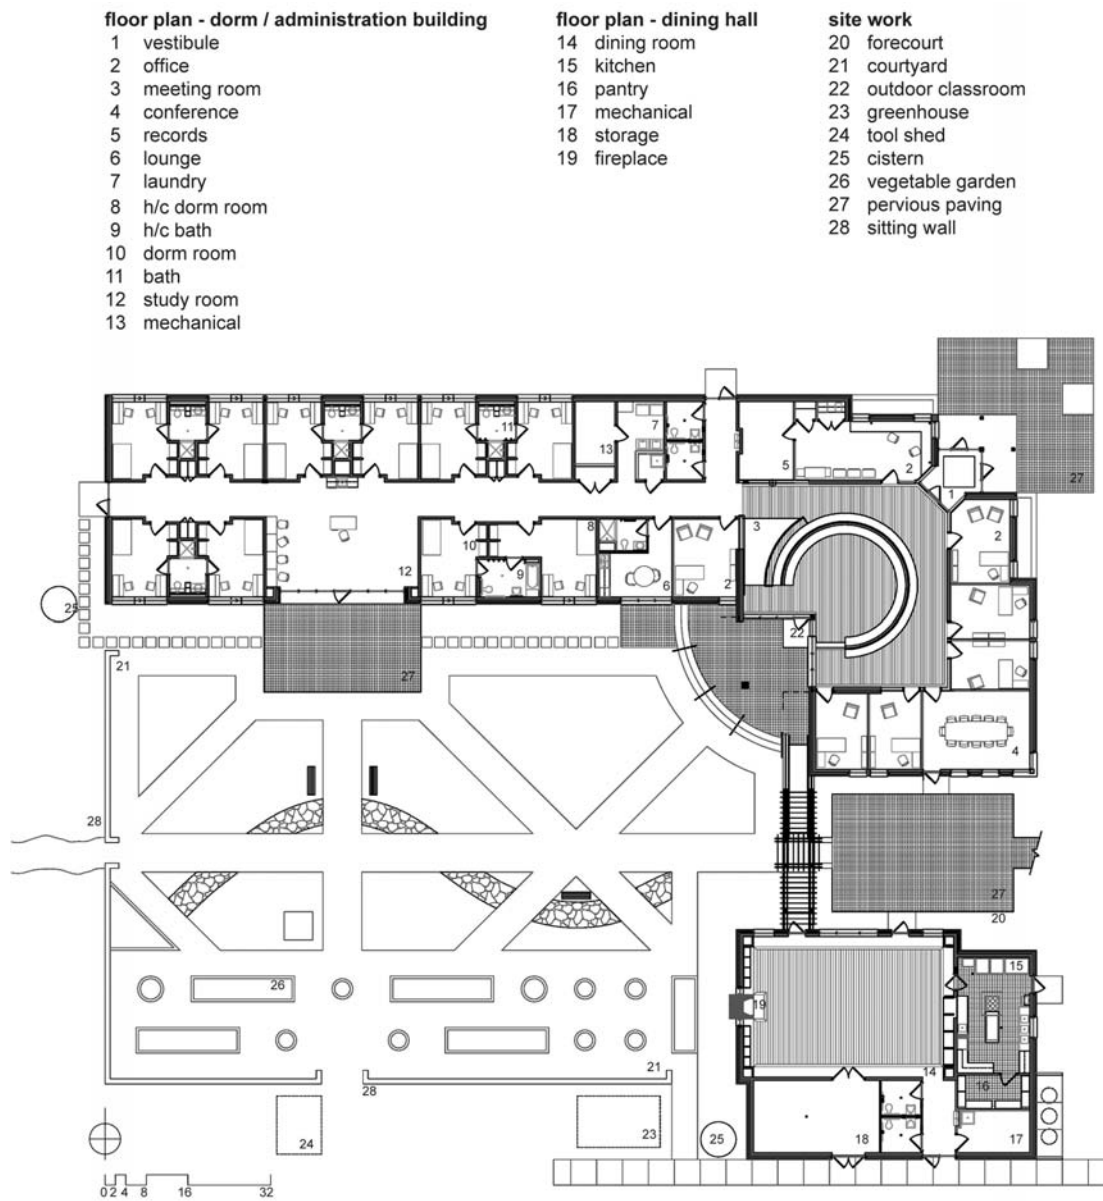 floor plan - dorm / administration building
1 vestibule
2 office
3 meeting room
4 conference
5 records
6 lounge
7 laundry
8 h/c dorm room
9 h/c bath
10 dorm room
11 bath
12 study room
13 mechanical
floor plan - dining hall
14 dining room
15 kitchen
16 pantry
17 mechanical
18 storage
19 fireplace
site work
20 forecourt
21 courtyard
22 outdoor classroom
23 greenhouse
24 tool shed
25 cistern
26 vegetable garden
27 pervious paving
28 sitting wall
11
7
13
5
2
1
27
3
2
8
10
9
12
6
2
25
22
21
27
4
28
27
20
26
15
19
14
16
21
28
24
23
25
18
17
0 2 4 8 16 32